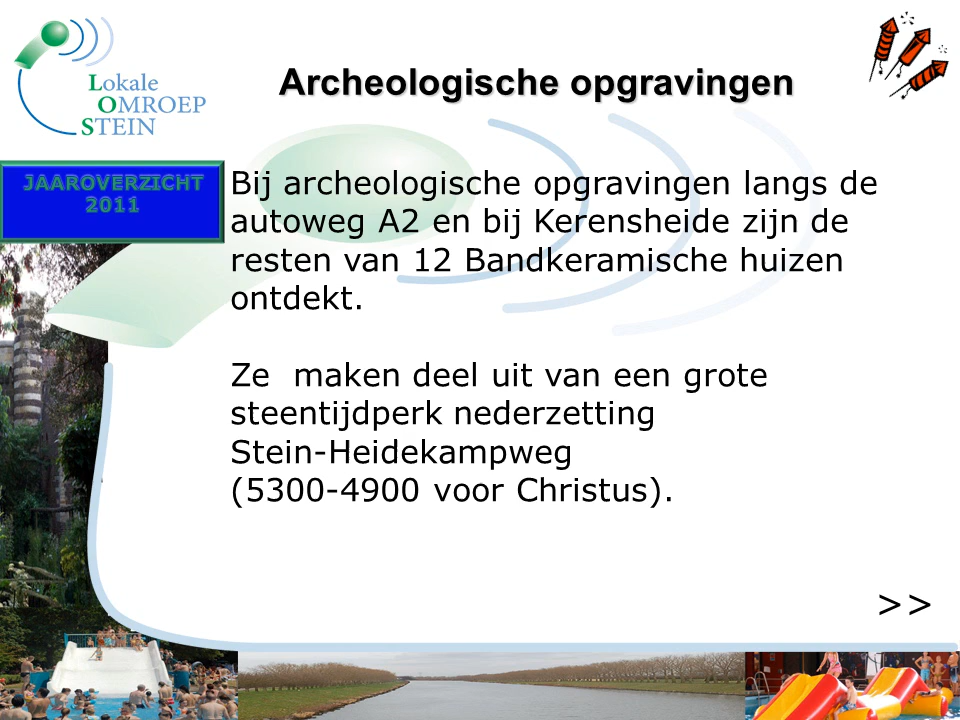 Lokale
OMROEP
STEIN
Archeologische opgravingen
JAAROVERZICHT
2011
Bij archeologische opgravingen langs de
autoweg A2 en bij Kerensheide zijn de
resten van 12 Bandkeramische huizen
ontdekt.
Ze  maken deel uit van een grote
steentijdperk nederzetting
Stein-Heidekampweg
(5300-4900 voor Christus).
>>